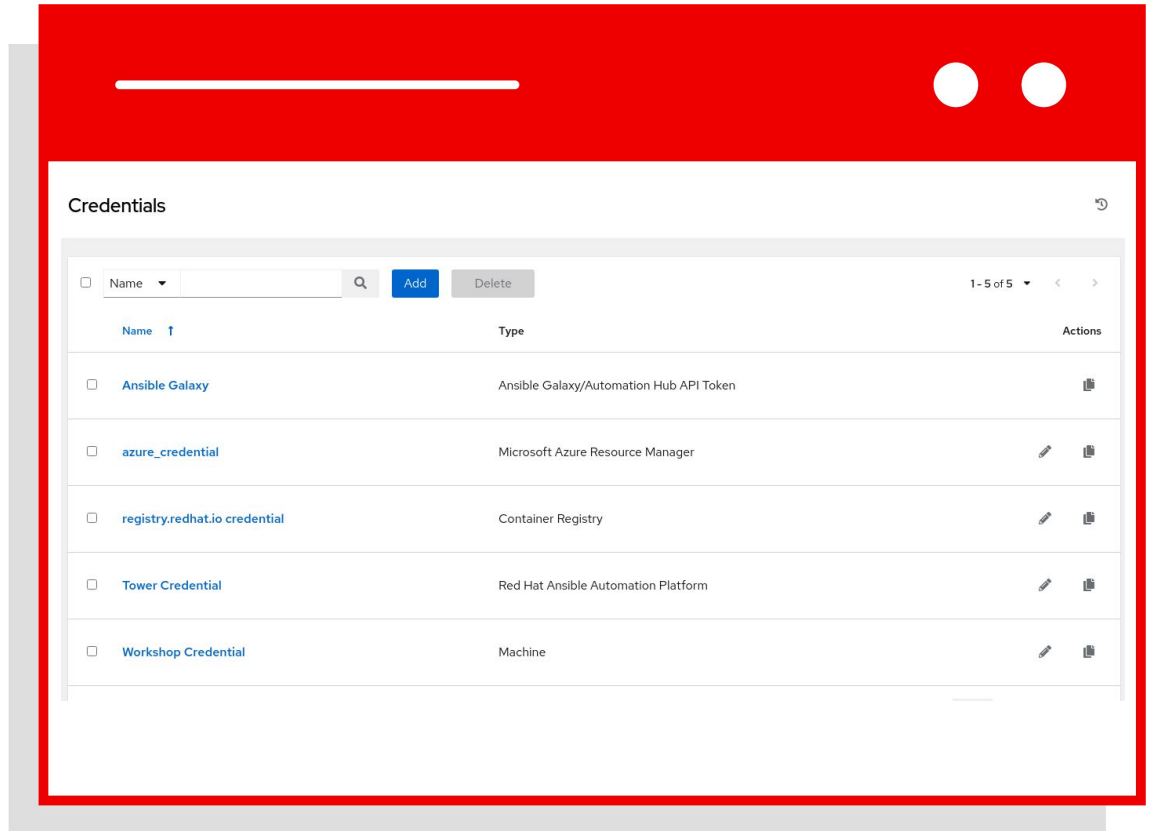 Credentials
Name Add Delete 1 - 5 of 5
Name Type Actions
Ansible Galaxy Ansible Galaxy/Automation Hub API Token
azure_credential Microsoft Azure Resource Manager
registry.redhat.io credential Container Registry
Tower Credential Red Hat Ansible Automation Platform
Workshop Credential Machine